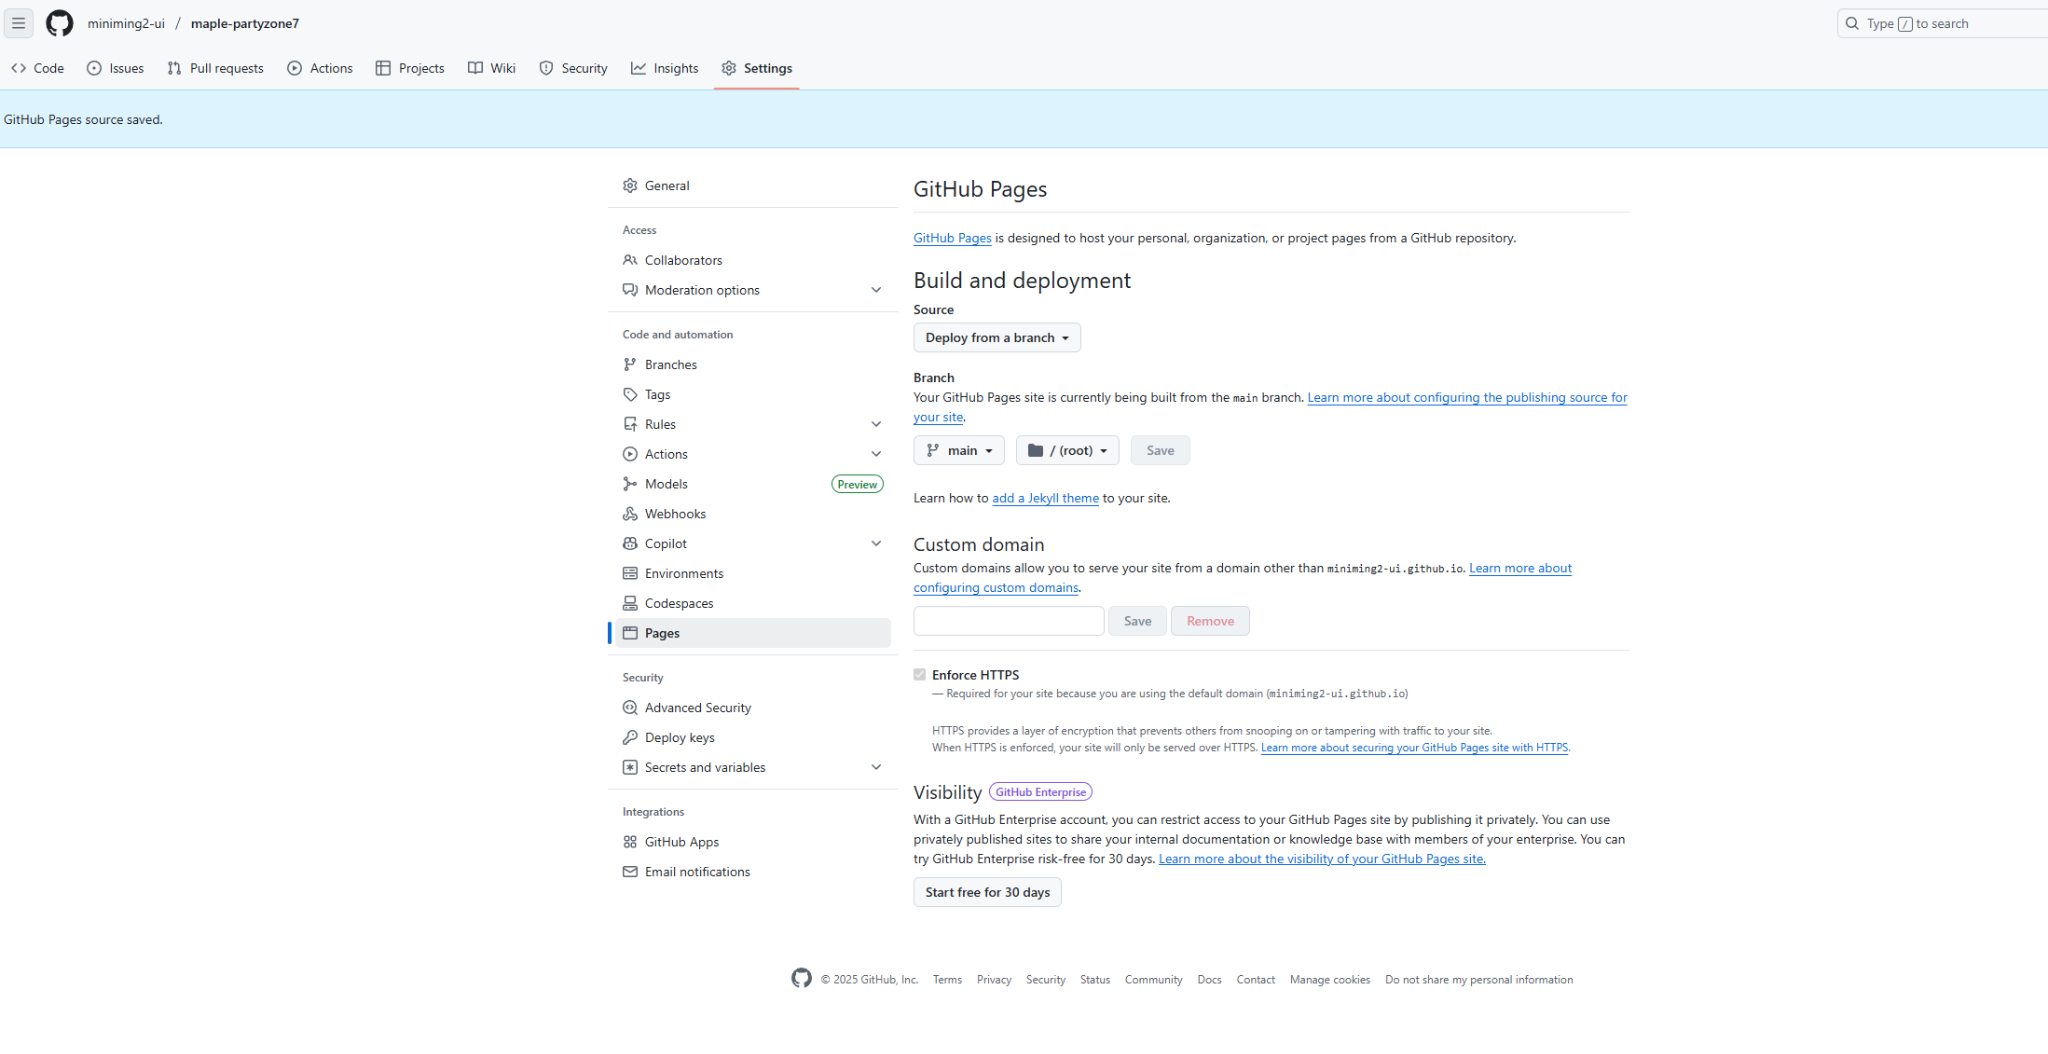 miniming2-ui / maple-partyzone7
Type / to search
Code Issues Pull requests Actions Projects Wiki Security Insights Settings
GitHub Pages source saved.
General
Access
Collaborators
Moderation options
Code and automation
Branches
Tags
Rules
Actions
Models Preview
Webhooks
Copilot
Environments
Codespaces
Pages
Security
Advanced Security
Deploy keys
Secrets and variables
Integrations
GitHub Apps
Email notifications
GitHub Pages
GitHub Pages is designed to host your personal, organization, or project pages from a GitHub repository.
Build and deployment
Source
Deploy from a branch
Branch
Your GitHub Pages site is currently being built from the main branch. Learn more about configuring the publishing source for
your site.
main / (root) Save
Learn how to add a Jekyll theme to your site.
Custom domain
Custom domains allow you to serve your site from a domain other than miniming2-ui.github.io. Learn more about
configuring custom domains.
Save Remove
Enforce HTTPS
— Required for your site because you are using the default domain (miniming2-ui.github.io)
HTTPS provides a layer of encryption that prevents others from snooping on or tampering with traffic to your site.
When HTTPS is enforced, your site will only be served over HTTPS. Learn more about securing your GitHub Pages site with HTTPS.
Visibility GitHub Enterprise
With a GitHub Enterprise account, you can restrict access to your GitHub Pages site by publishing it privately. You can use
privately published sites to share your internal documentation or knowledge base with members of your enterprise. You can
try GitHub Enterprise risk-free for 30 days. Learn more about the visibility of your GitHub Pages site.
Start free for 30 days
© 2025 GitHub, Inc. Terms Privacy Security Status Community Docs Contact Manage cookies Do not share my personal information